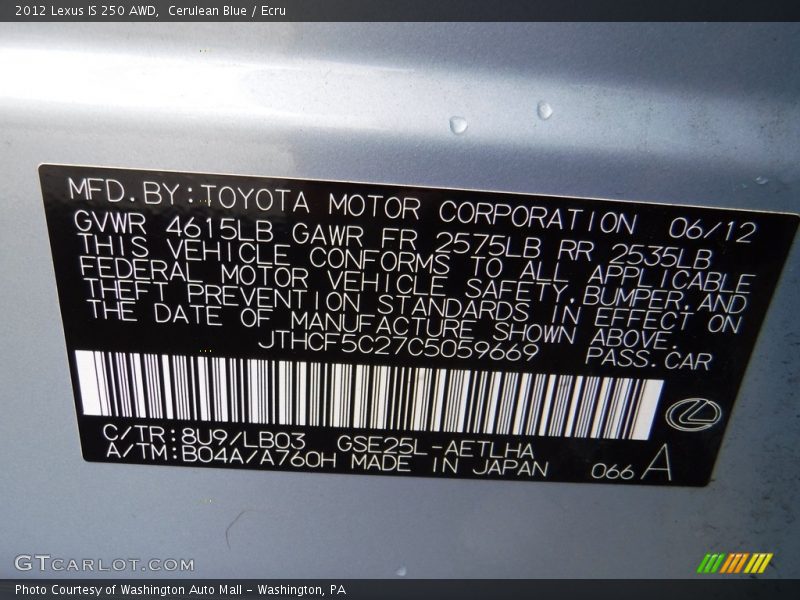 2012 Lexus IS 250 AWD,  Cerulean Blue / Ecru
MFD.BY:TOYOTA MOTOR CORPORATION 06/12
GVWR 4615LB GAWR FR 2575LB RR 2535LB
THIS VEHICLE CONFORMS TO ALL APPLICABLE
FEDERAL MOTOR VEHICLE SAFETY,BUMPER,AND
THEFT PREVENTION STANDARDS IN EFFECT ON
THE DATE OF MANUFACTURE SHOWN ABOVE.
JTHCF5C27C5059669 PASS.CAR
C/TR:8U9/LB03 GSE25L-AETLHA
A/TM:B04A/A760H MADE IN JAPAN 066 A
GTCARLOT.COM
Photo Courtesy of Washington Auto Mall - Washington, PA